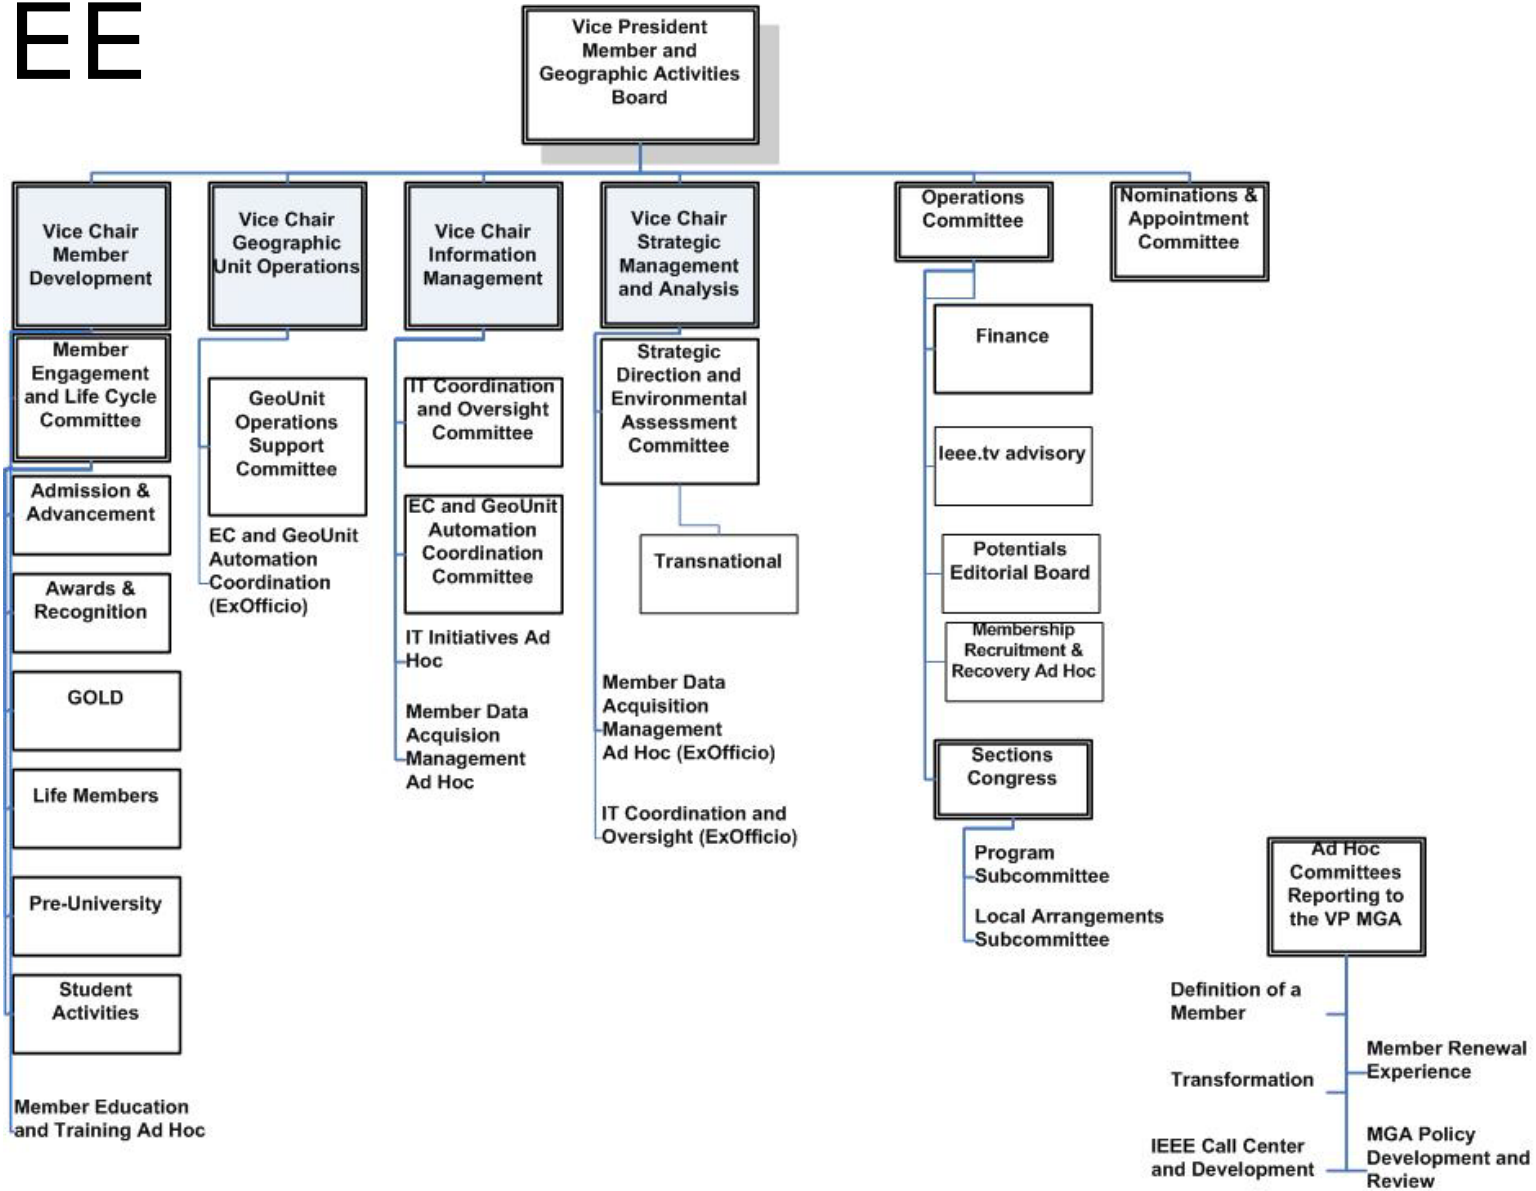 EE
Vice President
Member and
Geographic Activities
Board
Vice Chair
Member
Development
Member
Engagement
and Life Cycle
Committee
Admission &
Advancement
Awards &
Recognition
GOLD
Life Members
Pre-University
Student
Activities
Member Education
and Training Ad Hoc
Vice Chair
Geographic
Unit Operations
GeoUnit
Operations
Support
Committee
EC and GeoUnit
Automation
Coordination
(ExOfficio)
Vice Chair
Information
Management
IT Coordination
and Oversight
Committee
EC and GeoUnit
Automation
Coordination
Committee
IT Initiatives Ad
Hoc
Member Data
Acquision
Management
Ad Hoc
Vice Chair
Strategic
Management
and Analysis
Strategic
Direction and
Environmental
Assessment
Committee
Transnational
Member Data
Acquisition
Management
Ad Hoc (ExOfficio)
IT Coordination and
Oversight (ExOfficio)
Operations
Committee
Finance
Ieee.tv advisory
Potentials
Editorial Board
Membership
Recruitment &
Recovery Ad Hoc
Sections
Congress
Program
Subcommittee
Local Arrangements
Subcommittee
Nominations &
Appointment
Committee
Ad Hoc
Committees
Reporting to
the VP MGA
Definition of a
Member
Member Renewal
Experience
Transformation
IEEE Call Center
and Development
MGA Policy
Development and
Review